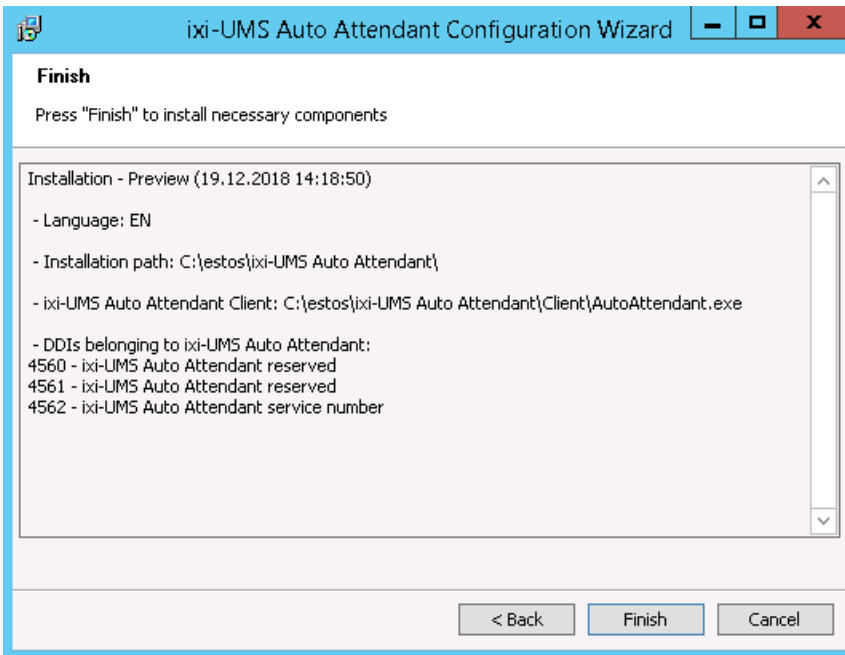 ixi-UMS Auto Attendant Configuration Wizard
Finish
Press "Finish" to install necessary components
Installation - Preview (19.12.2018 14:18:50)
- Language: EN
- Installation path: C:\estos\ixi-UMS Auto Attendant\
- ixi-UMS Auto Attendant Client: C:\estos\ixi-UMS Auto Attendant\Client\AutoAttendant.exe
- DDIs belonging to ixi-UMS Auto Attendant:
4560 - ixi-UMS Auto Attendant reserved
4561 - ixi-UMS Auto Attendant reserved
4562 - ixi-UMS Auto Attendant service number
< Back Finish Cancel